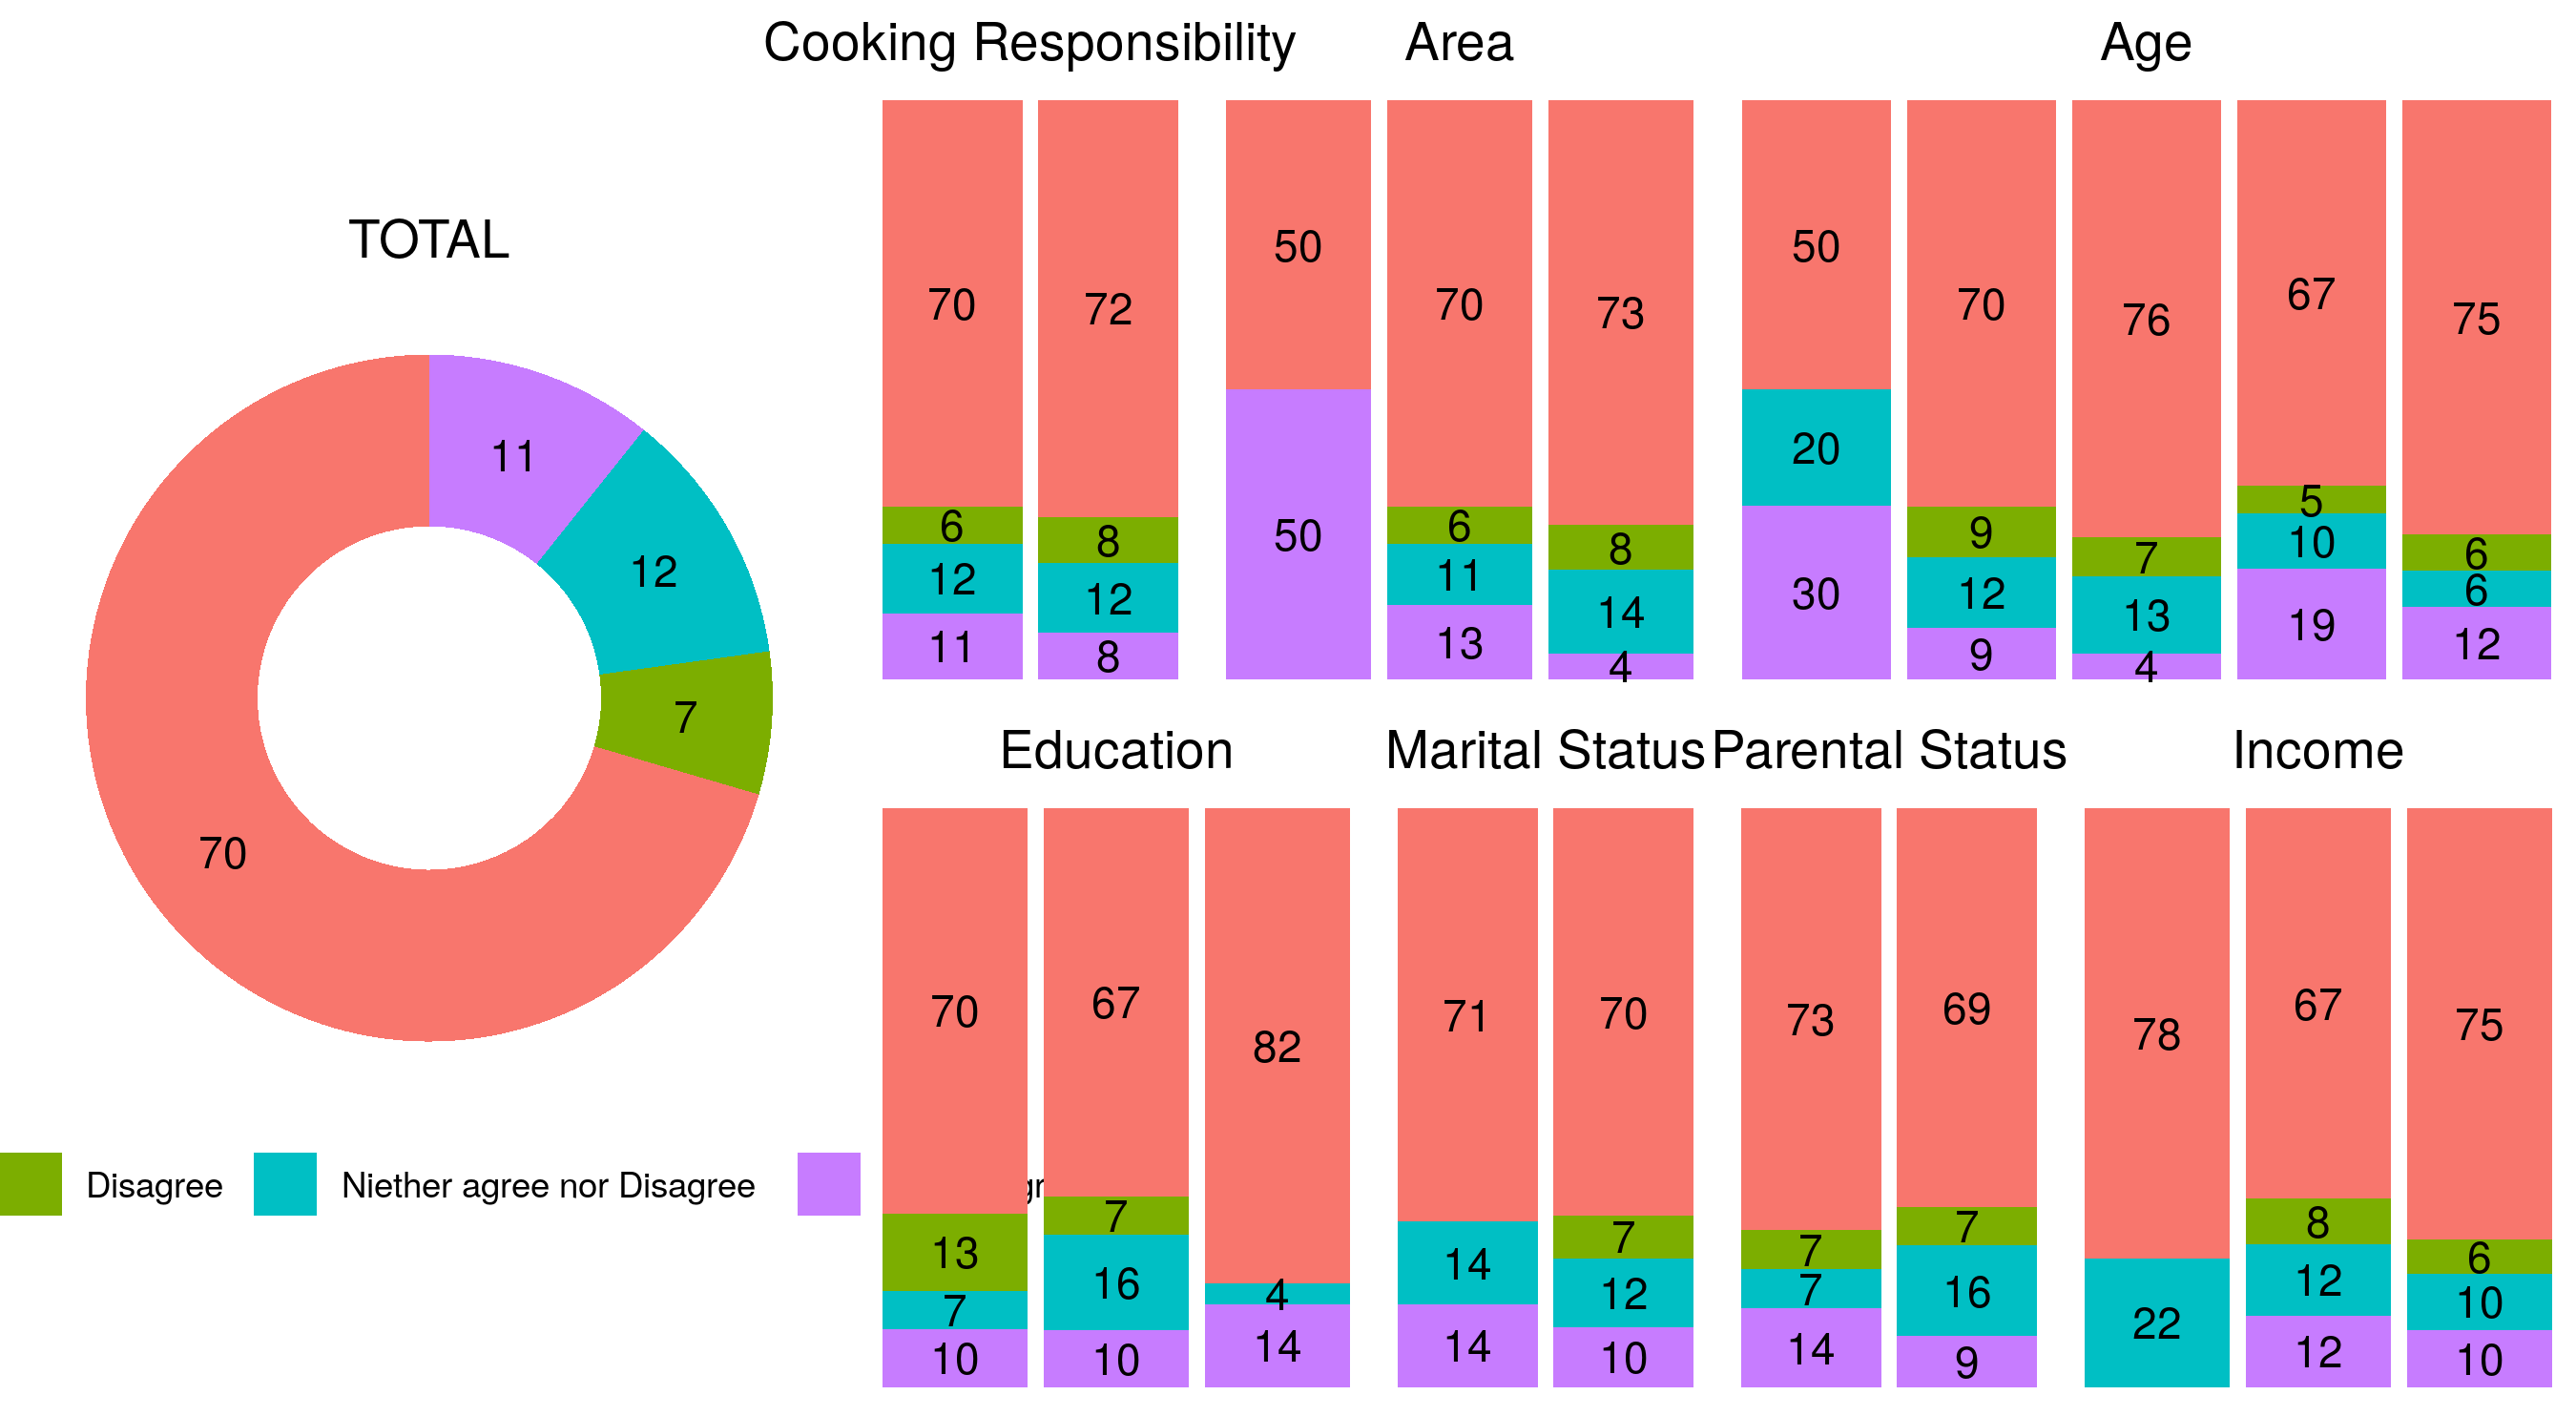 Cooking Responsibility Area Age
TOTAL
50 50
70 72 70 73 70 76 67 75
20
6 8 50 6 8 9 7 5 6
12 12 11 14 30 12 13 10 6
11 8 13 4 9 4 19 12
11
12
7
70
Education Marital Status Parental Status Income
70 67 82 71 70 73 69 78 67 75
13 7 7 7 7 8 6
7 16 4 14 12 7 16 22 12 10
10 10 14 14 10 14 9 12 10
Disagree Niether agree nor Disagree